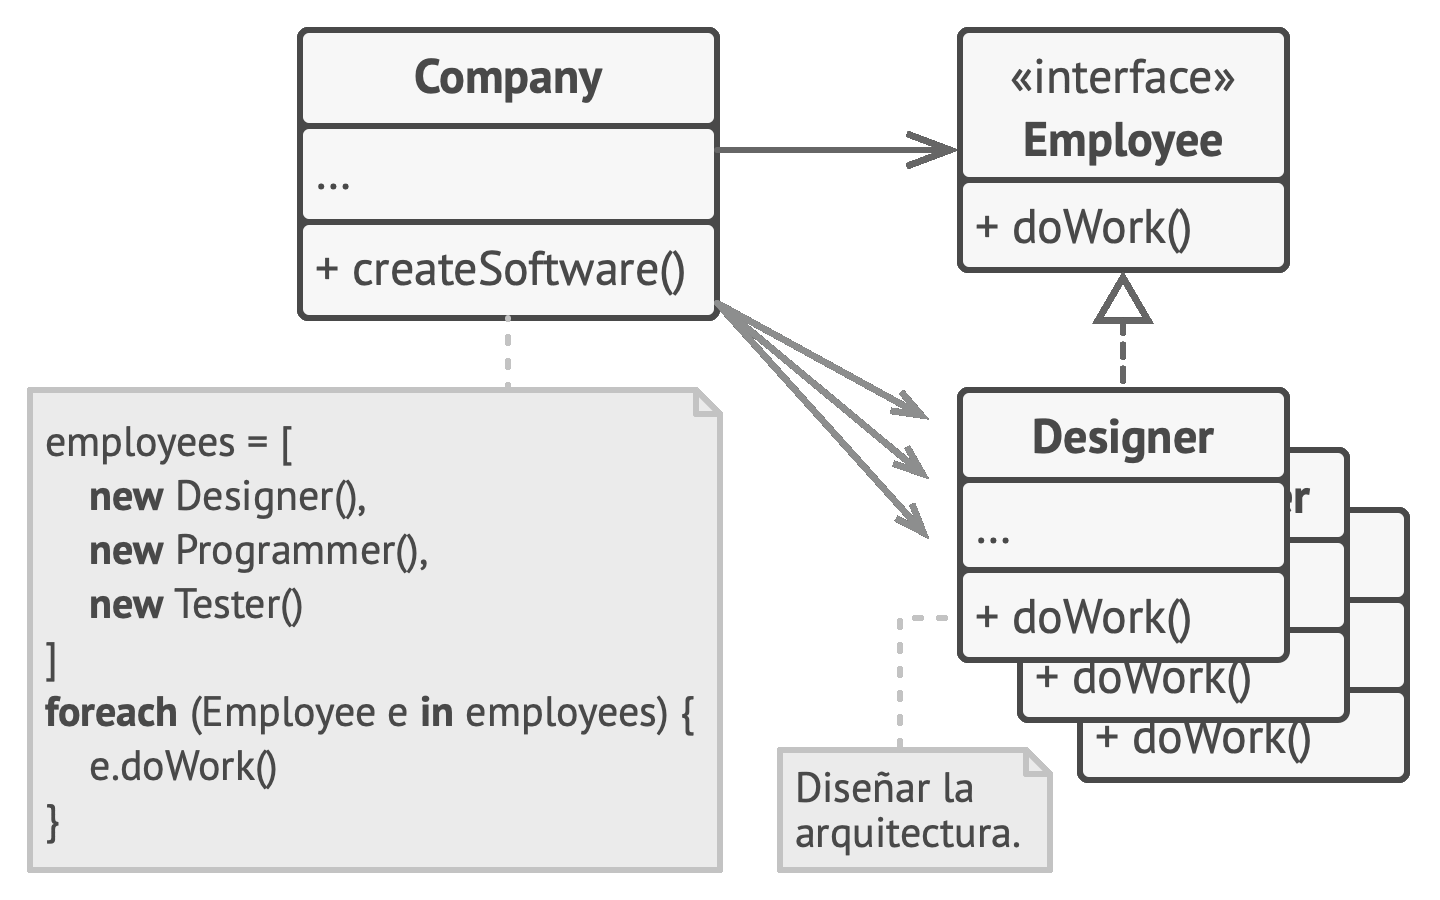 Company
...
+ createSoftware()
«interface»
Employee
+ doWork()
employees = [
new Designer(),
new Programmer(),
new Tester()
]
foreach (Employee e in employees) {
e.doWork()
}
Designer
...
+ doWork()
+ doWork()
+ doWork()
Diseñar la
arquitectura.